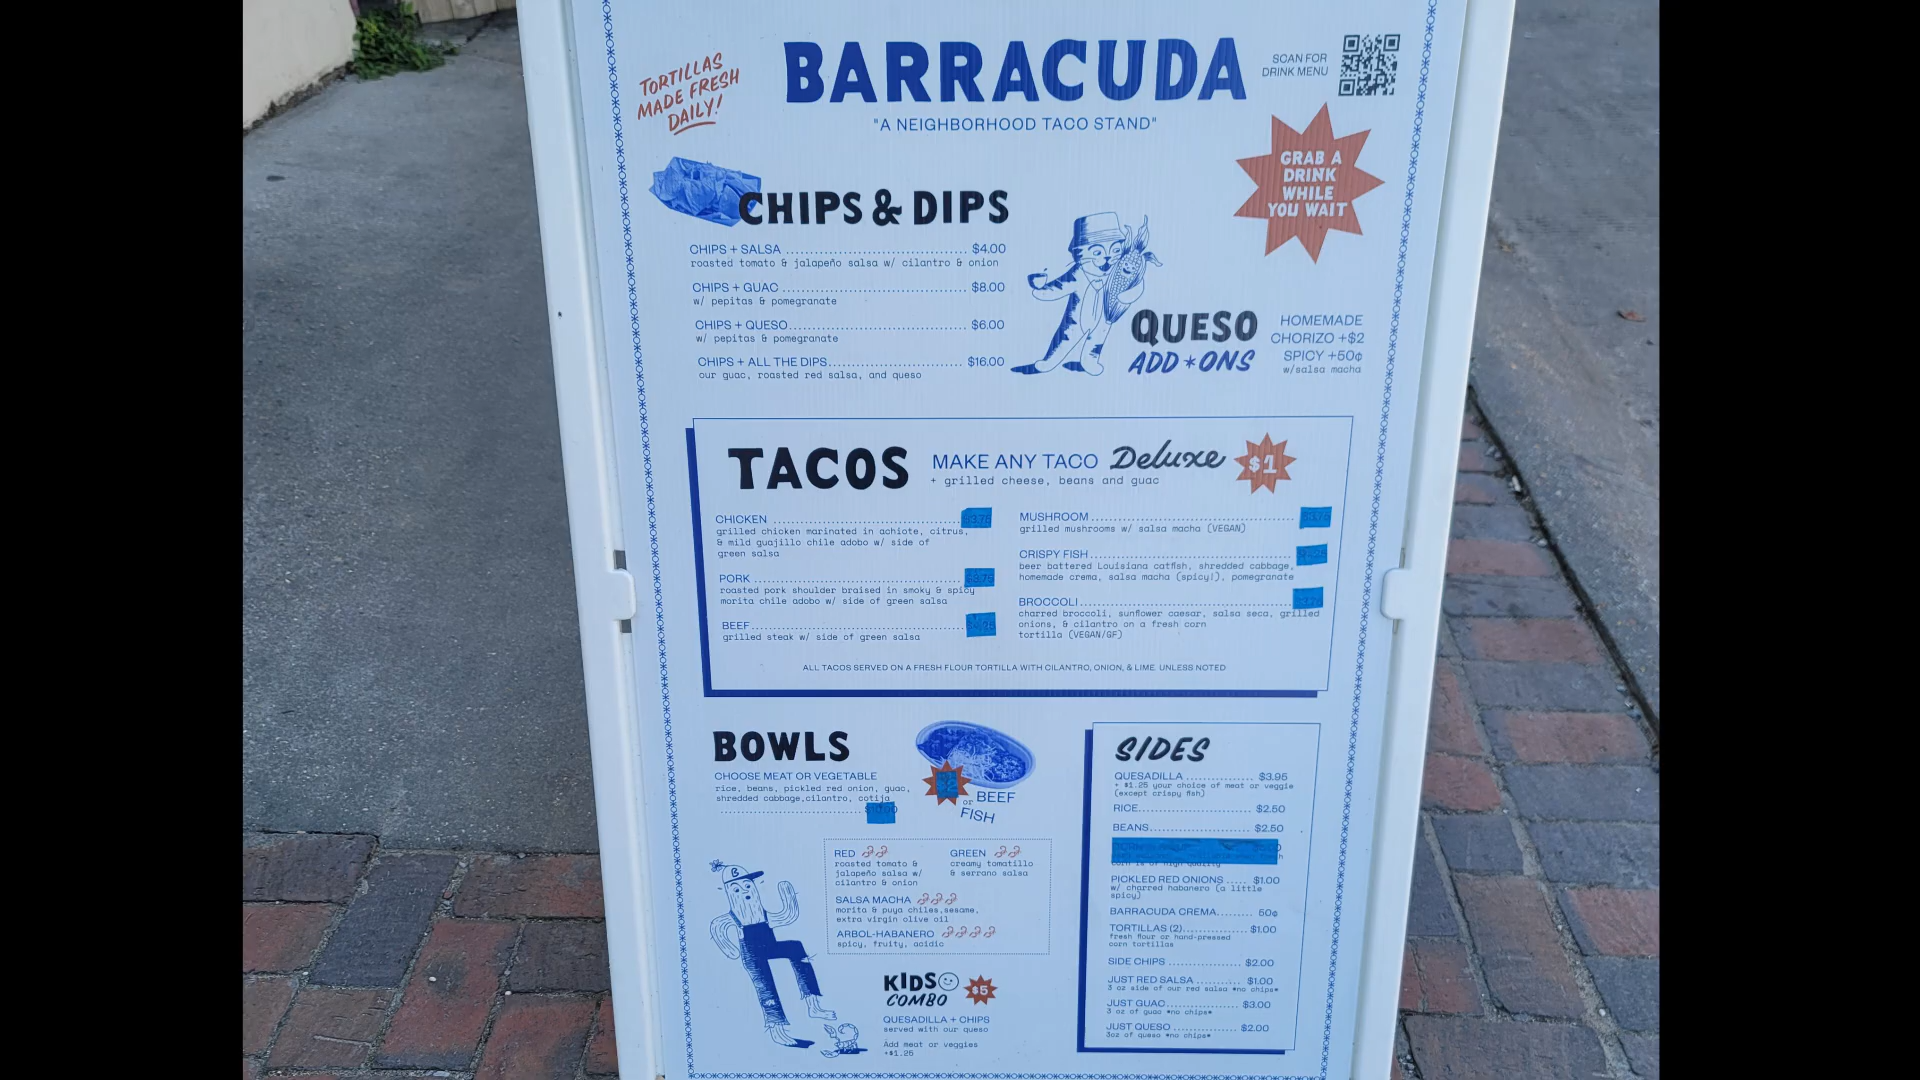 TORTILLAS
MADE FRESH
DAILY!
BARRACUDA
"A NEIGHBORHOOD TACO STAND"
SCAN FOR
DRINK MENU
GRAB A
DRINK
WHILE
YOU WAIT
CHIPS & DIPS
CHIPS + SALSA $4.00
roasted tomato & jalapeño salsa w/ cilantro & onion
CHIPS + GUAC $8.00
w/ pepitas & pomegranate
CHIPS + QUESO $6.00
w/ pepitas & pomegranate
CHIPS + ALL THE DIPS $16.00
our guac, roasted red salsa, and queso
QUESO
ADD*ONS
HOMEMADE
CHORIZO +$2
SPICY +50¢
w/salsa macha
TACOS
MAKE ANY TACO Deluxe $1
+ grilled cheese, beans and guac
CHICKEN $3.75
grilled chicken marinated in achiote, citrus,
& mild guajillo chile adobo w/ side of
green salsa
PORK $3.75
roasted pork shoulder braised in smoky & spicy
morita chile adobo w/ side of green salsa
BEEF $4.25
grilled steak w/ side of green salsa
MUSHROOM
grilled mushrooms w/ salsa macha (VEGAN)
CRISPY FISH
beer battered Louisiana catfish, shredded cabbage,
homemade crema, salsa macha (spicy!), pomegranate
BROCCOLI
charred broccoli, sunflower caesar, salsa seca, grilled
onions, & cilantro on a fresh corn
tortilla (VEGAN/GF)
ALL TACOS SERVED ON A FRESH FLOUR TORTILLA WITH CILANTRO, ONION, & LIME. UNLESS NOTED
BOWLS
CHOOSE MEAT OR VEGETABLE
rice, beans, pickled red onion, guac,
shredded cabbage,cilantro, cotija
BEEF
or
FISH
RED
roasted tomato &
jalapeño salsa w/
cilantro & onion
GREEN
creamy tomatillo
& serrano salsa
SALSA MACHA
morita & puya chiles,sesame,
extra virgin olive oil
ARBOL-HABANERO
spicy, fruity, acidic
B
KIDS
COMBO
$5
QUESADILLA + CHIPS
served with our queso
Add meat or veggies
+$1.25
SIDES
QUESADILLA $3.95
+ $1.25 your choice of meat or veggie
(except crispy fish)
RICE $2.50
BEANS $2.50
corn is of high quality
PICKLED RED ONIONS $1.00
w/ charred habanero (a little
spicy)
BARRACUDA CREMA 50¢
TORTILLAS (2) $1.00
fresh flour or hand-pressed
corn tortillas
SIDE CHIPS $2.00
JUST RED SALSA $1.00
3 oz side of our red salsa *no chips*
JUST GUAC $3.00
3 oz of guac *no chips*
JUST QUESO $2.00
3oz of queso *no chips*